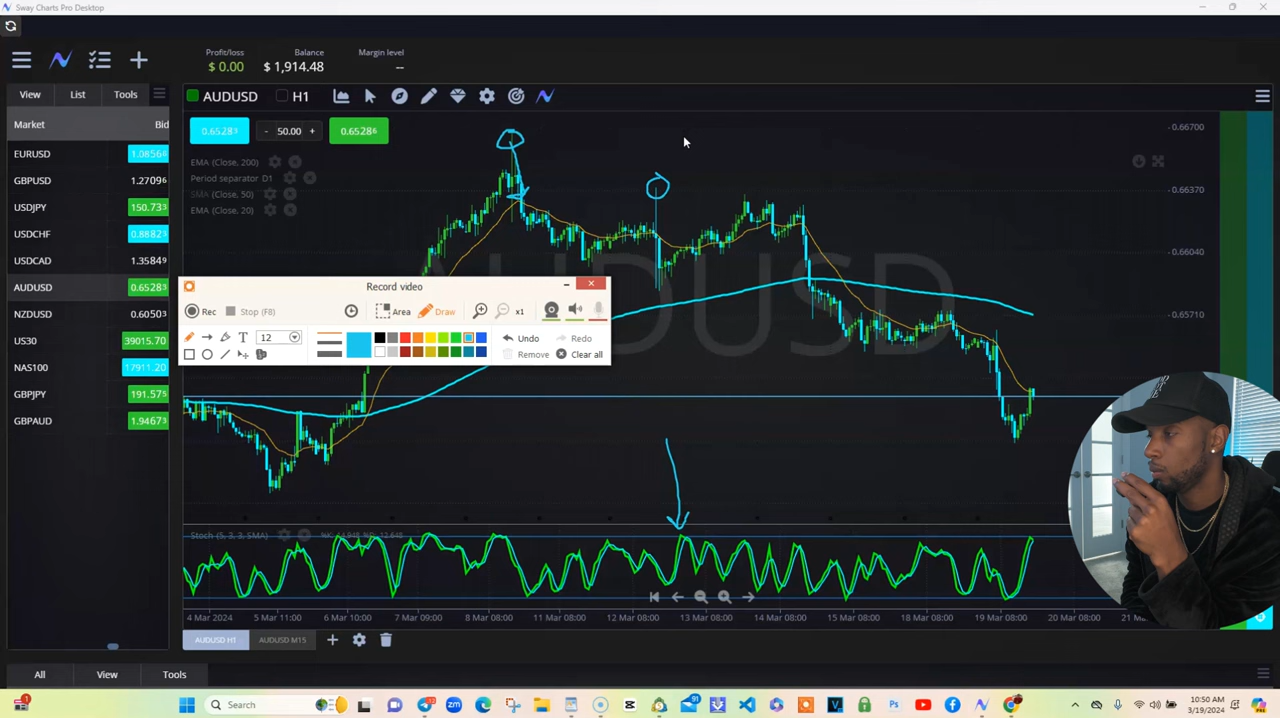 Sway Charts Pro Desktop
Profit/loss Balance Margin level
$ 0.00 $ 1,914.48 --
View List Tools
AUDUSD H1
Market Bid
0.65283 - 50.00 + 0.65286
EURUSD 1.0856
GBPUSD 1.27096
USDJPY 150.733
USDCHF 0.88823
USDCAD 1.35849
AUDUSD 0.65283
NZDUSD 0.60503
US30 39015.70
NAS100 17911.20
GBPJPY 191.575
GBPAUD 1.94673
EMA (Close, 200)
Period separator D1
SMA (Close, 50)
EMA (Close, 20)
0.66700
0.66370
0.66040
0.65710
AUDUSD
Record video
Rec Stop (F8) Area Draw x1
T 12 Undo Redo
Remove Clear all
Stoch (5, 3, 3, SMA)
4 Mar 2024 5 Mar 11:00 6 Mar 10:00 7 Mar 09:00 8 Mar 08:00 11 Mar 08:00 12 Mar 08:00 13 Mar 08:00 14 Mar 08:00 15 Mar 08:00 18 Mar 08:00 19 Mar 08:00 20 Mar 08:00
AUDUSD H1 AUDUSD M15
All View Tools
Search
10:50 AM
3/19/2024